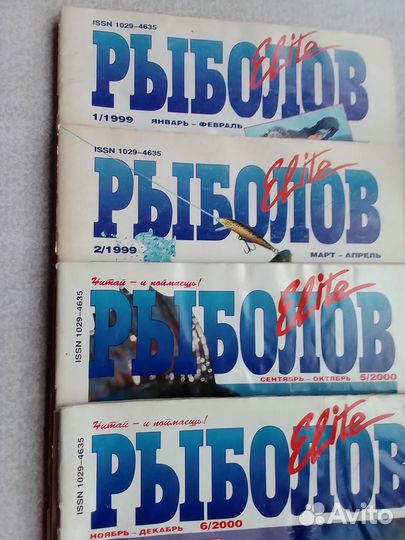 ISSN 1029-4635
РЫБОЛОВ
Elite
1/1999 ЯНВАРЬ - ФЕВРАЛЬ
ISSN 1029-4635
РЫБОЛОВ
Elite
2/1999 МАРТ - АПРЕЛЬ
Читай - и поймаешь!
ISSN 1029-4635
РЫБОЛОВ
Elite
СЕНТЯБРЬ - ОКТЯБРЬ 5/2000
Читай - и поймаешь!
ISSN 1029-4635
РЫБОЛОВ
Elite
НОЯБРЬ - ДЕКАБРЬ 6/2000
Avito